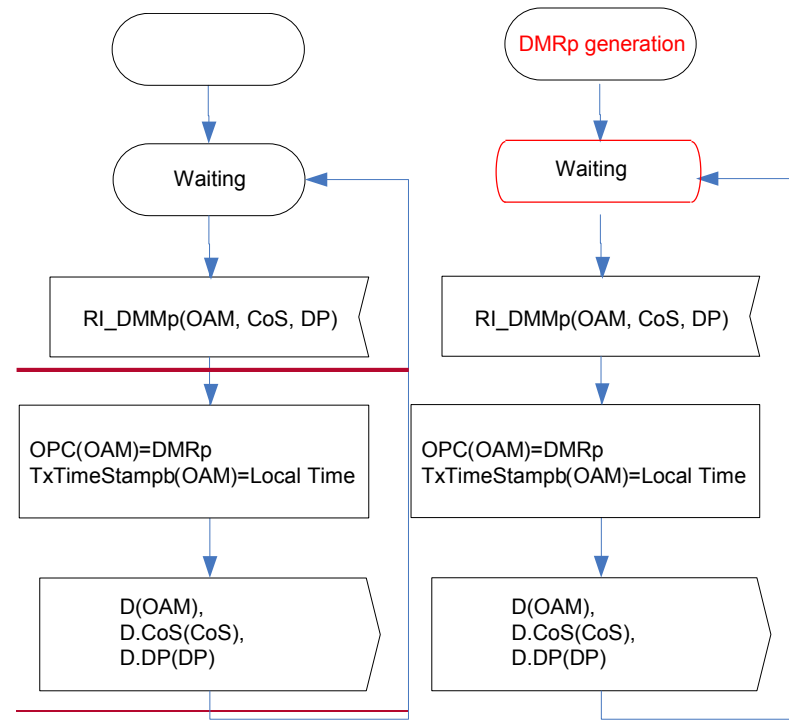 DMRp generation
Waiting
RI_DMMp(OAM, CoS, DP)
OPC(OAM)=DMRp
TxTimeStampb(OAM)=Local Time
D(OAM),
D.CoS(CoS),
D.DP(DP)
Waiting
RI_DMMp(OAM, CoS, DP)
OPC(OAM)=DMRp
TxTimeStampb(OAM)=Local Time
D(OAM),
D.CoS(CoS),
D.DP(DP)